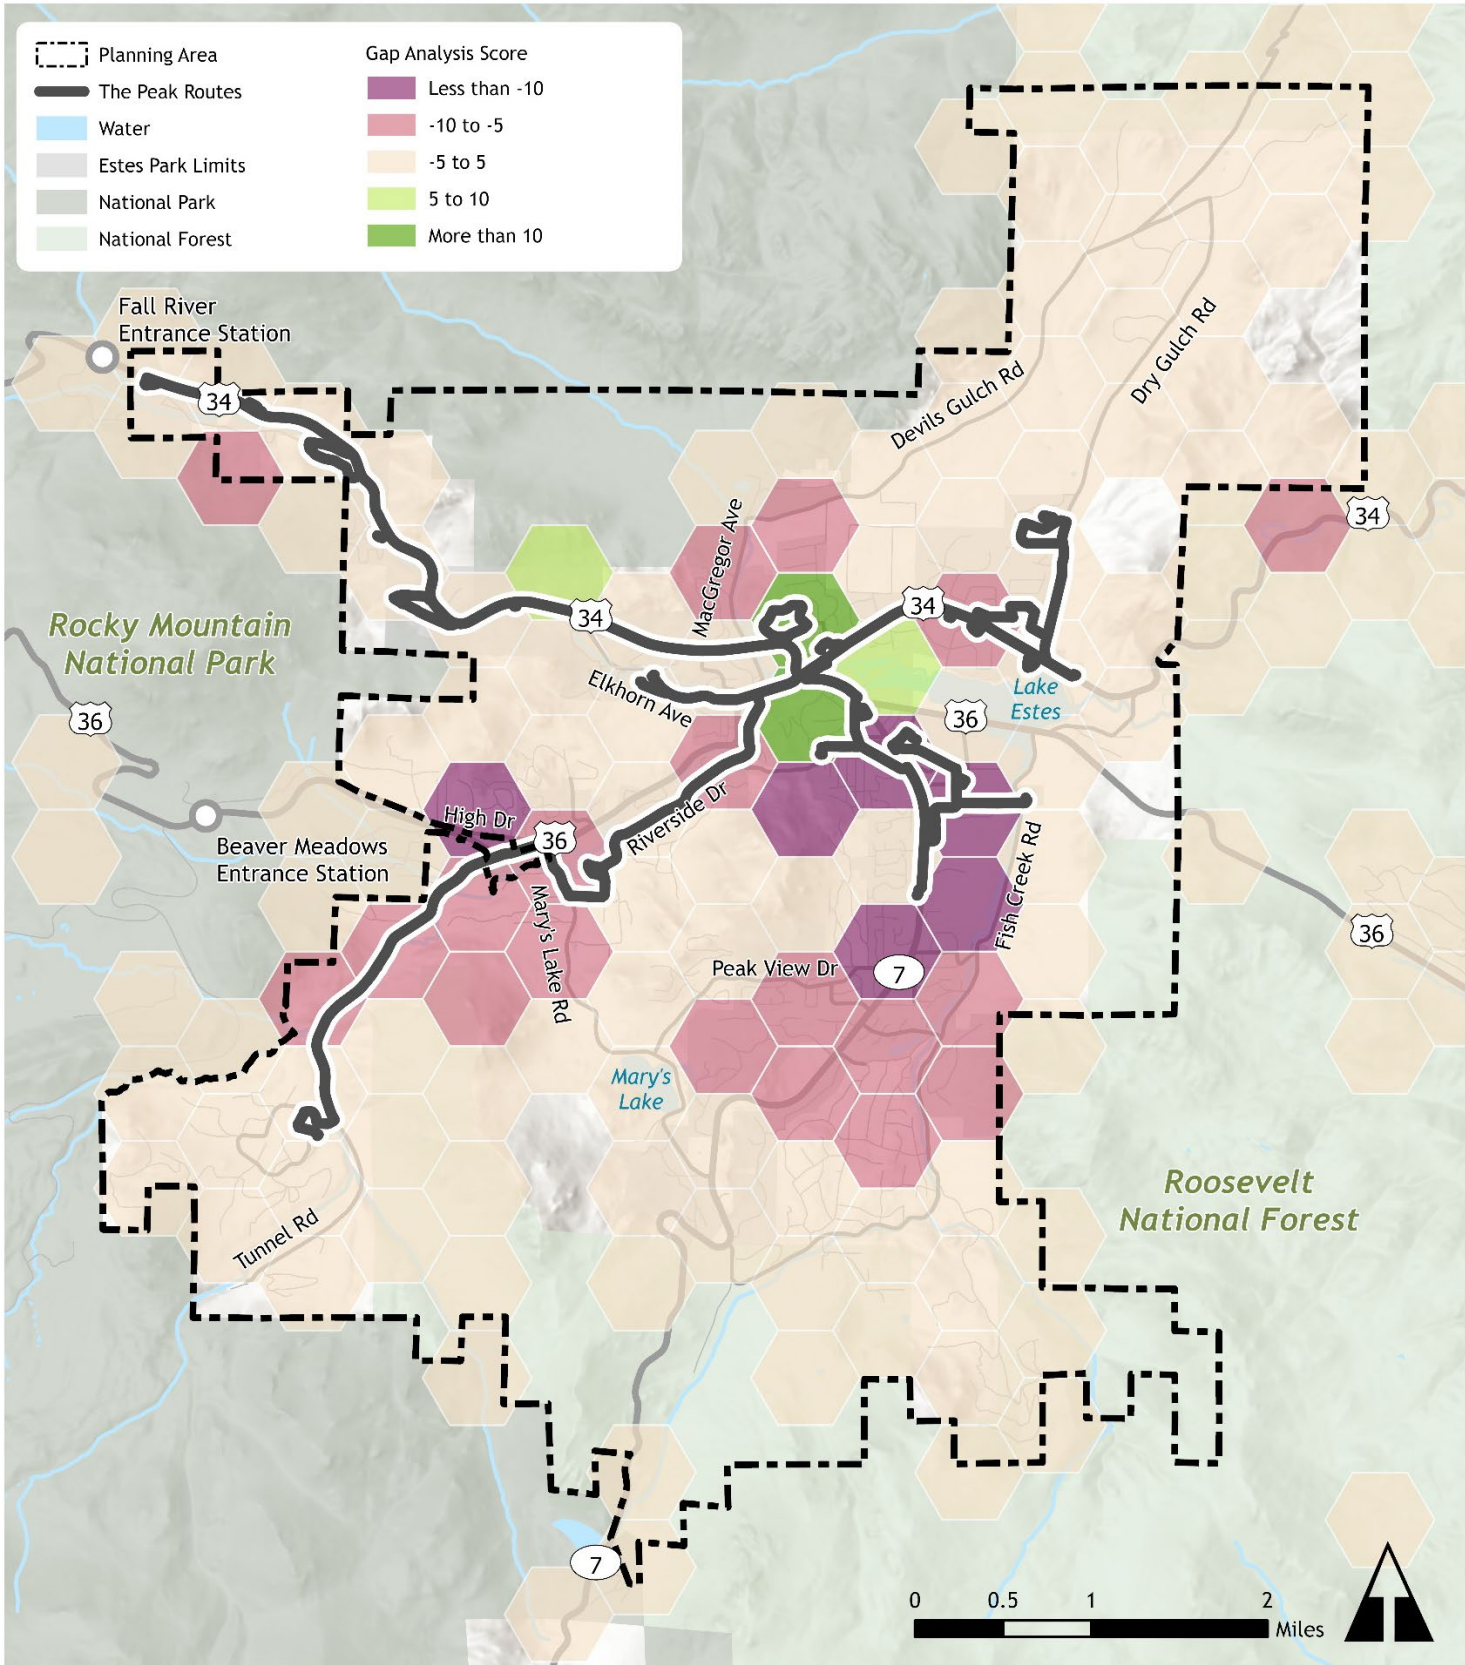 Planning Area
The Peak Routes
Water
Estes Park Limits
National Park
National Forest
Gap Analysis Score
Less than -10
-10 to -5
-5 to 5
5 to 10
More than 10
Fall River
Entrance Station
34
Devils Gulch Rd
Dry Gulch Rd
34
MacGregor Ave
34
34
Rocky Mountain
National Park
36
Elkhorn Ave
Lake
Estes
36
High Dr
36
Riverside Dr
Beaver Meadows
Entrance Station
Mary's Lake Rd
Fish Creek Rd
36
Peak View Dr
7
Mary's
Lake
Roosevelt
National Forest
Tunnel Rd
7
0 0.5 1 2
Miles